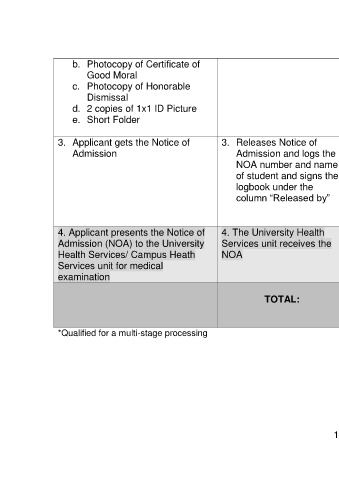 b. Photocopy of Certificate of
Good Moral
c. Photocopy of Honorable
Dismissal
d. 2 copies of 1x1 ID Picture
e. Short Folder
3. Applicant gets the Notice of
Admission
3. Releases Notice of
Admission and logs the
NOA number and name
of student and signs the
logbook under the
column “Released by”
4. Applicant presents the Notice of
Admission (NOA) to the University
Health Services/ Campus Heath
Services unit for medical
examination
4. The University Health
Services unit receives the
NOA
TOTAL:
*Qualified for a multi-stage processing
1